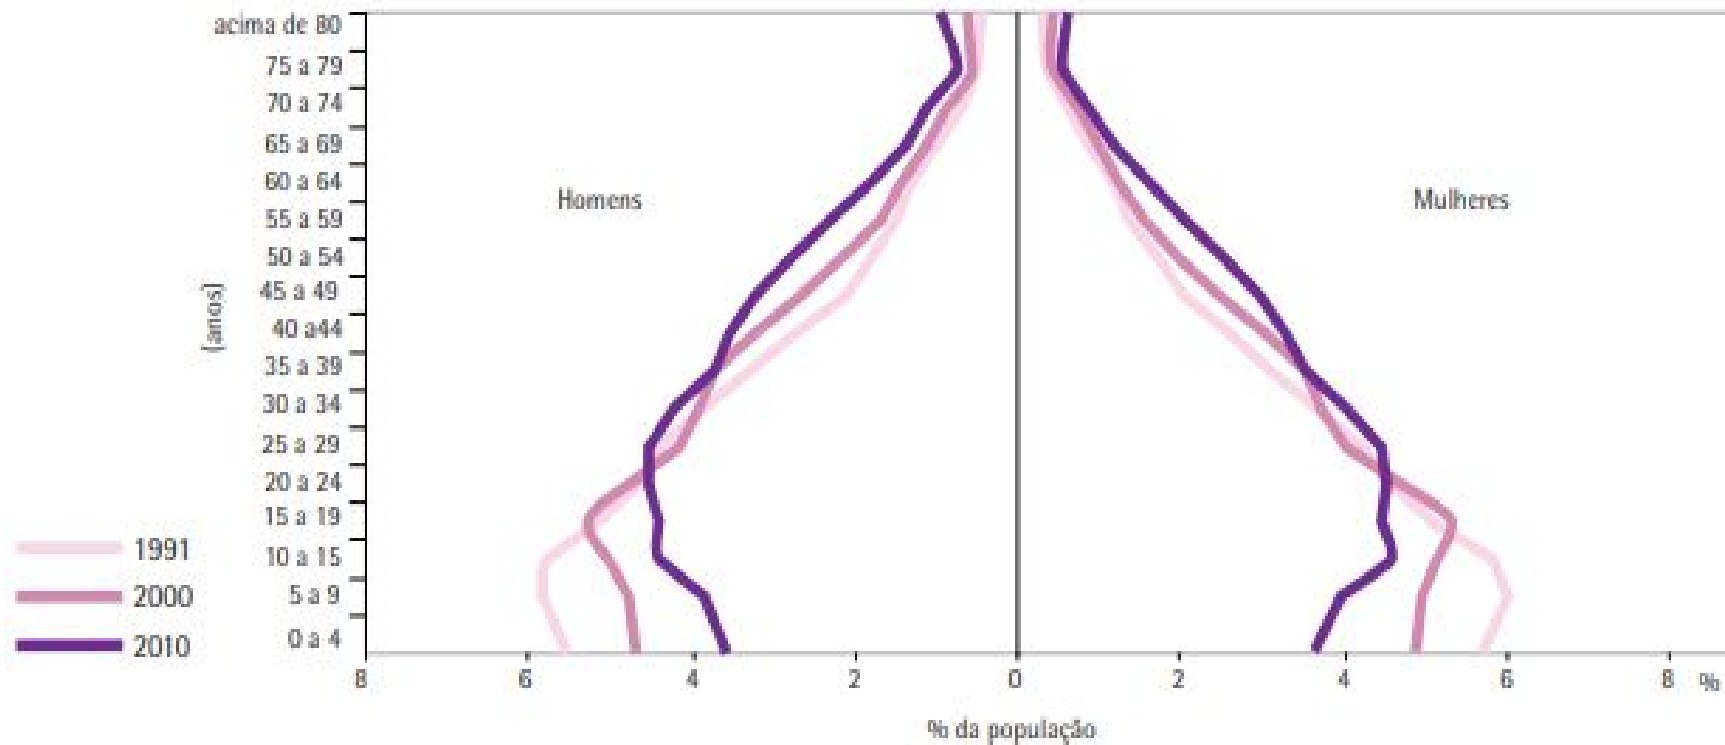 acima de 80
75 a 79
70 a 74
65 a 69
60 a 64
55 a 59
50 a 54
45 a 49
40 a44
35 a 39
30 a 34
25 a 29
20 a 24
15 a 19
10 a 15
5 a 9
0 a 4
(anos)
Homens
Mulheres
1991
2000
2010
8 6 4 2 0 2 4 6 8 %
% da população